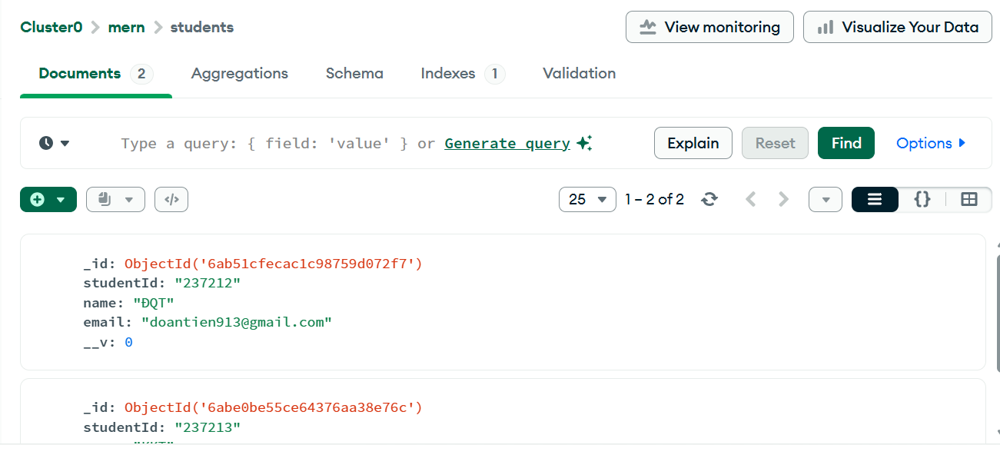 Cluster0 > mern > students
View monitoring
Visualize Your Data
Documents 2 Aggregations Schema Indexes 1 Validation
Type a query: { field: 'value' } or Generate query
Explain Reset Find Options
25 1 – 2 of 2
_id: ObjectId('6ab51cfecac1c98759d072f7')
studentId: "237212"
name: "ĐQT"
email: "doantien913@gmail.com"
__v: 0
_id: ObjectId('6abe0be55ce64376aa38e76c')
studentId: "237213"